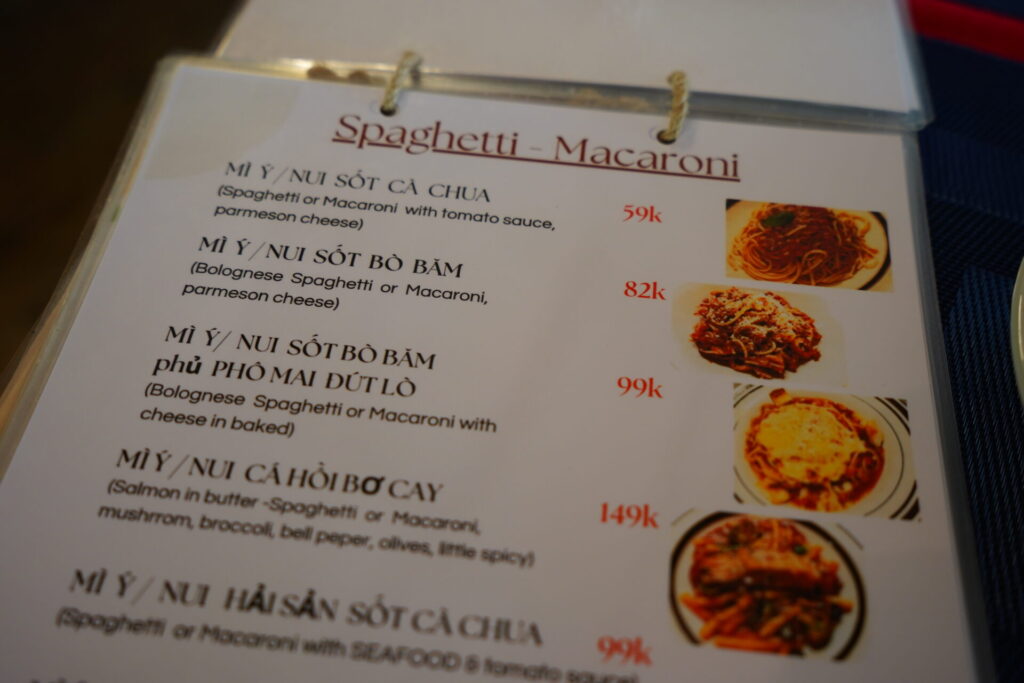 Spaghetti - Macaroni
MÌ Ý/NUI SỐT CÀ CHUA
59k
(Spaghetti or Macaroni with tomato sauce,
parmeson cheese)
MÌ Ý/NUI SỐT BÒ BĂM
82k
(Bolognese Spaghetti or Macaroni,
parmeson cheese)
MÌ Ý/ NUI SỐT BÒ BĂM
phủ PHÔ MAI ĐÚT LÒ
99k
(Bolognese Spaghetti or Macaroni with
cheese in baked)
MÌ Ý/NUI CÁ HỒI BƠ CAY
149k
(Salmon in butter -Spaghetti or Macaroni,
mushrrom, broccoli, bell peper, olives, little spicy)
MÌ Ý/ NUI HẢI SẢN SỐT CÀ CHUA
99k
(Spaghetti or Macaroni with SEAFOOD & tomato sauce)